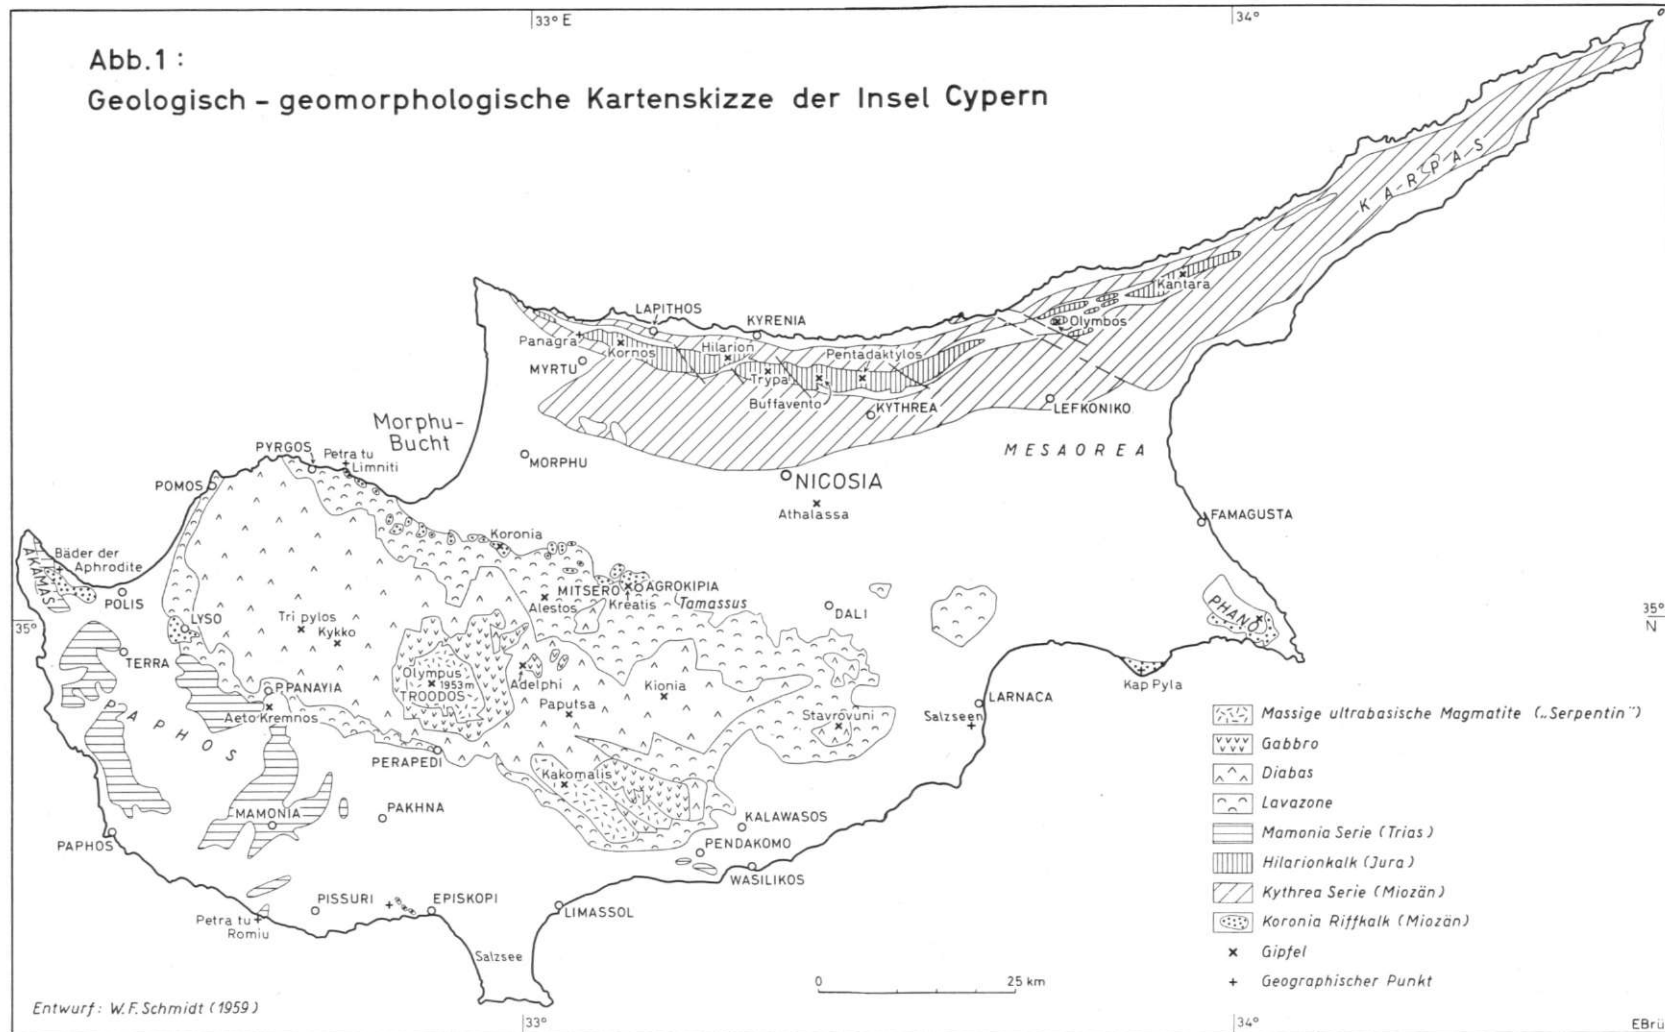 33° E
34°
Abb.1:
Geologisch - geomorphologische Kartenskizze der Insel Cypern
KARPAS
Kantara
Olymbos
LAPITHOS
KYRENIA
Panagra
Kornos
Hilarion
Pentadaktylos
MYRTU
Trypa
Buffavento
KYTHREA
LEFKONIKO
Morphu-
Bucht
MESAOREA
PYRGOS
Petra tu
Limniti
MORPHU
NICOSIA
POMOS
Athalassa
FAMAGUSTA
Koronia
AKAMAS
Bäder der
Aphrodite
POLIS
MITSERO
AGROKIPIA
Alestos
Kreatis
Tamassus
DALI
PHANO
35°
35°
N
LYSO
Tri pylos
Kykko
TERRA
Olympus
1953m
TROODOS
Adelphi
Kionia
Kap Pyla
P.PANAYIA
Aeto Kremnos
Paputsa
LARNACA
Salzseen
Stavrovuni
PAPHOS
PERAPEDI
Kakomalis
MAMONIA
PAKHNA
KALAWASOS
PAPHOS
PENDAKOMO
WASILIKOS
PISSURI
EPISKOPI
LIMASSOL
Petra tu
Romiu
Salzsee
Massige ultrabasische Magmatite („Serpentin")
Gabbro
Diabas
Lavazone
Mamonia Serie (Trias)
Hilarionkalk (Jura)
Kythrea Serie (Miozän)
Koronia Riffkalk (Miozän)
Gipfel
Geographischer Punkt
0 25 km
Entwurf: W.F. Schmidt (1959)
33°
34°